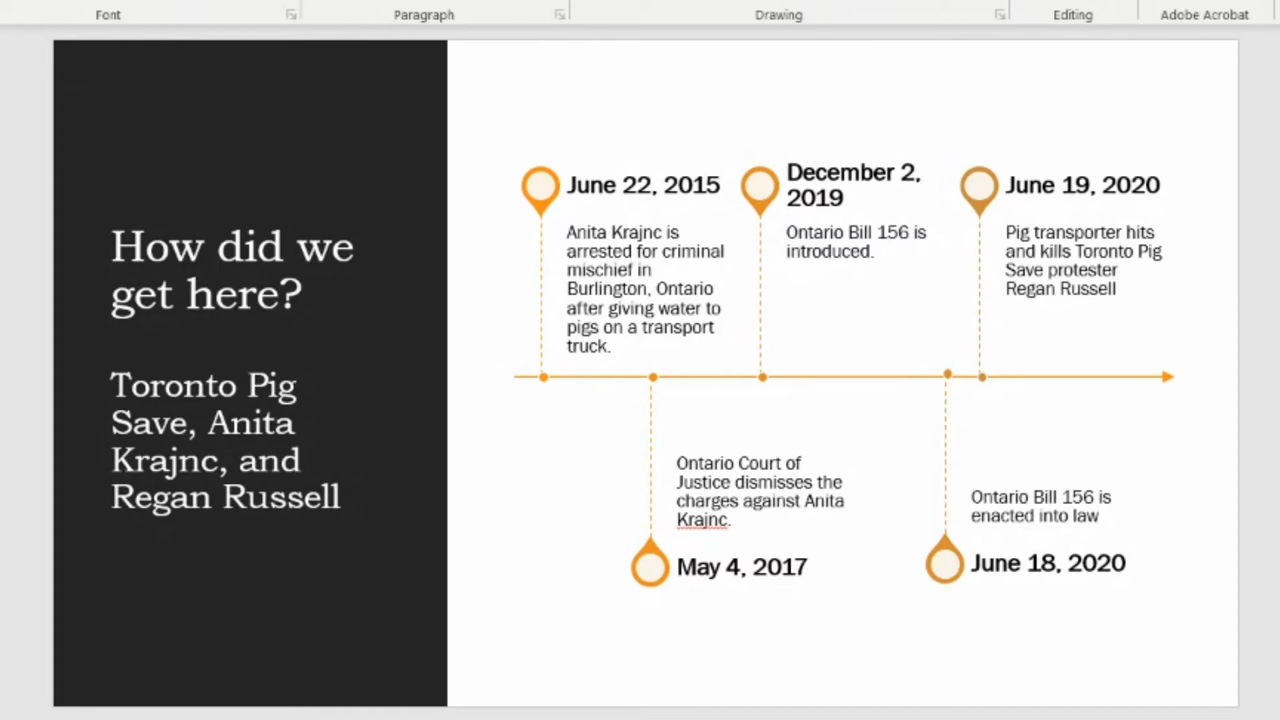 Font
Paragraph
Drawing
Editing
Adobe Acrobat
How did we
get here?
Toronto Pig
Save, Anita
Krajnc, and
Regan Russell
June 22, 2015
Anita Krajnc is
arrested for criminal
mischief in
Burlington, Ontario
after giving water to
pigs on a transport
truck.
Ontario Court of
Justice dismisses the
charges against Anita
Krajnc.
May 4, 2017
December 2,
2019
Ontario Bill 156 is
introduced.
Ontario Bill 156 is
enacted into law
June 18, 2020
June 19, 2020
Pig transporter hits
and kills Toronto Pig
Save protester
Regan Russell